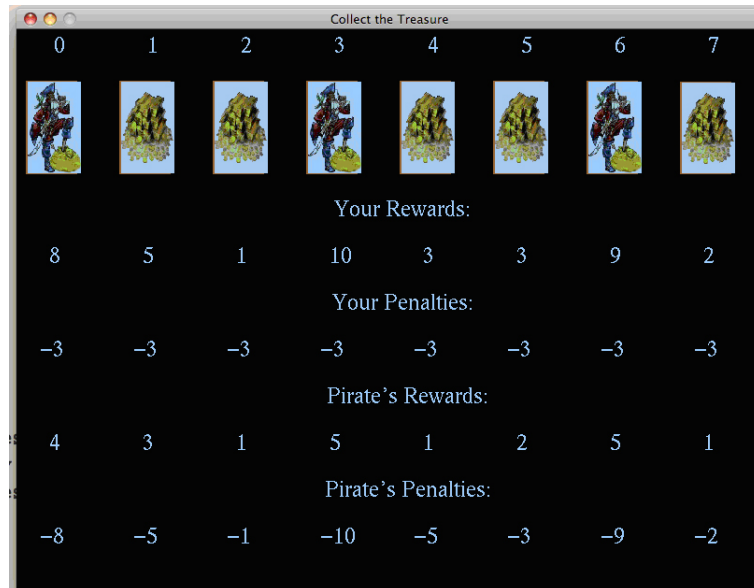 Collect the Treasure
0 1 2 3 4 5 6 7
Your Rewards:
8 5 1 10 3 3 9 2
Your Penalties:
−3 −3 −3 −3 −3 −3 −3 −3
Pirate’s Rewards:
4 3 1 5 1 2 5 1
Pirate’s Penalties:
−8 −5 −1 −10 −5 −3 −9 −2